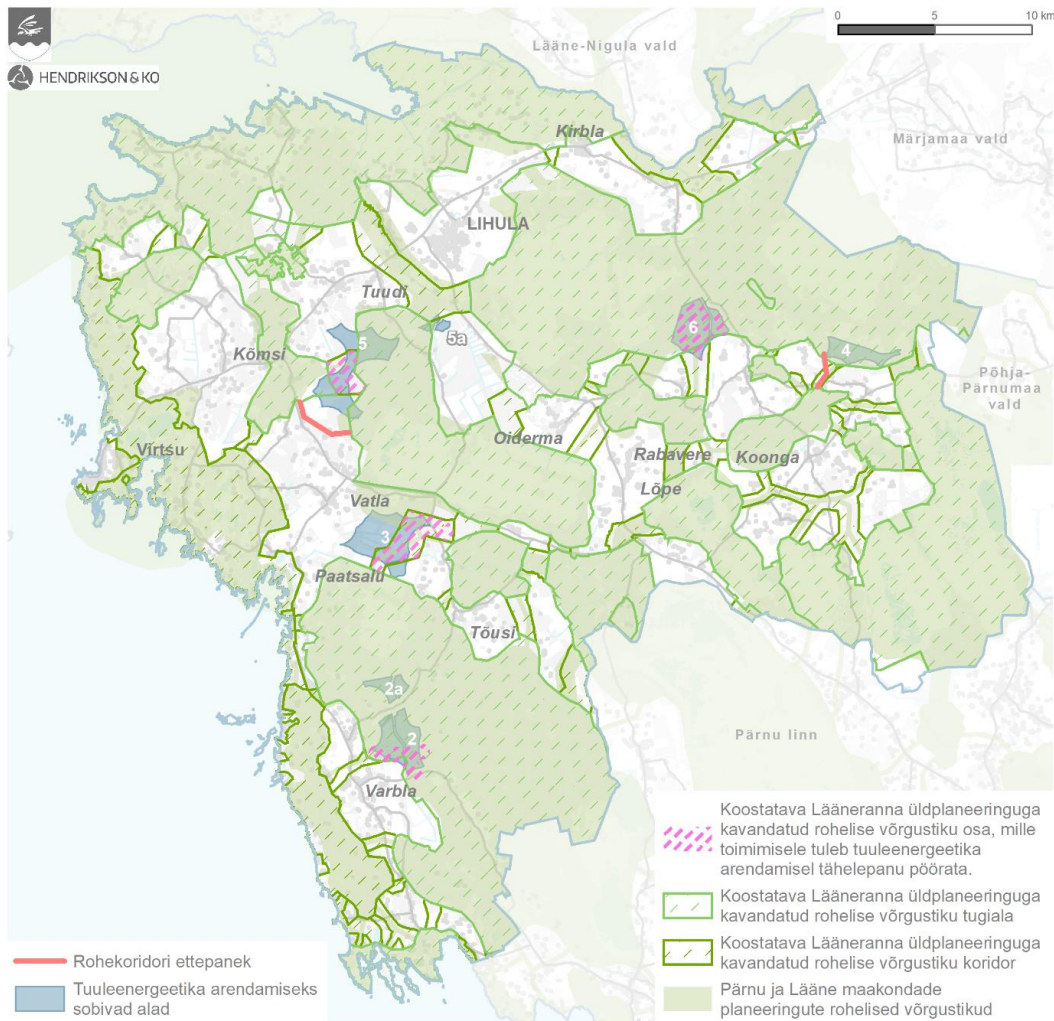 0 5 10 km
Lääne-Nigula vald
HENDRIKSON & KO
Kirbla
Märjamaa vald
LIHULA
Tuudi
6
5
5a
4
Kõmsi
Põhja-
Pärnumaa
vald
Oiderma
Virtsu
Rabavere
Koonga
Lõpe
Vatla
3
Paatsalu
Tõusi
2a
2
Pärnu linn
Varbla
Koostatava Lääneranna üldplaneeringuga
kavandatud rohelise võrgustiku osa, mille
toimimisele tuleb tuuleenergeetika
arendamisel tähelepanu pöörata.
Koostatava Lääneranna üldplaneeringuga
kavandatud rohelise võrgustiku tugiala
Koostatava Lääneranna üldplaneeringuga
kavandatud rohelise võrgustiku koridor
Pärnu ja Lääne maakondade
planeeringute rohelised võrgustikud
Rohekoridori ettepanek
Tuuleenergeetika arendamiseks
sobivad alad